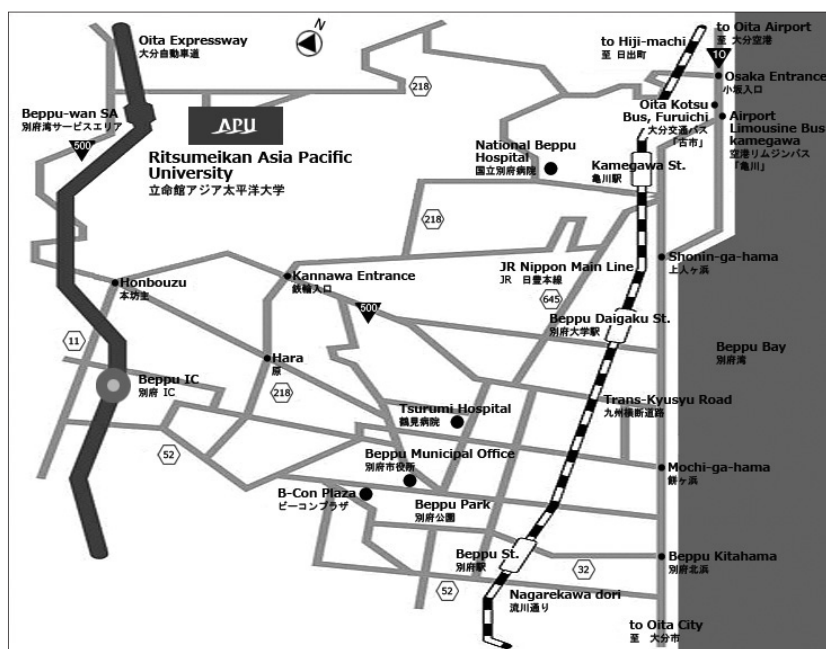 N
to Oita Airport
至 大分空港
10
Oita Expressway
大分自動車道
to Hiji-machi
至 日出町
Osaka Entrance
小坂入口
218
Beppu-wan SA
別府湾サービスエリア
APU
Oita Kotsu
Bus, Furuichi
大分交通バス
「古市」
Airport
Limousine Bus
kamegawa
空港リムジンバス
「亀川」
500
Ritsumeikan Asia Pacific
University
立命館アジア太平洋大学
National Beppu
Hospital
国立別府病院
Kamegawa St.
亀川駅
218
Shonin-ga-hama
上人ヶ浜
Honbouzu
本坊主
Kannawa Entrance
鉄輪入口
JR Nippon Main Line
JR 日豊本線
645
500
Beppu Daigaku St.
別府大学駅
11
Beppu Bay
別府湾
Hara
原
Beppu IC
別府 IC
218
Tsurumi Hospital
鶴見病院
Trans-Kyusyu Road
九州横断道路
52
Beppu Municipal Office
別府市役所
Mochi-ga-hama
餅ヶ浜
B-Con Plaza
ビーコンプラザ
Beppu Park
別府公園
Beppu St.
別府駅
Beppu Kitahama
別府北浜
32
52
Nagarekawa dori
流川通り
to Oita City
至 大分市